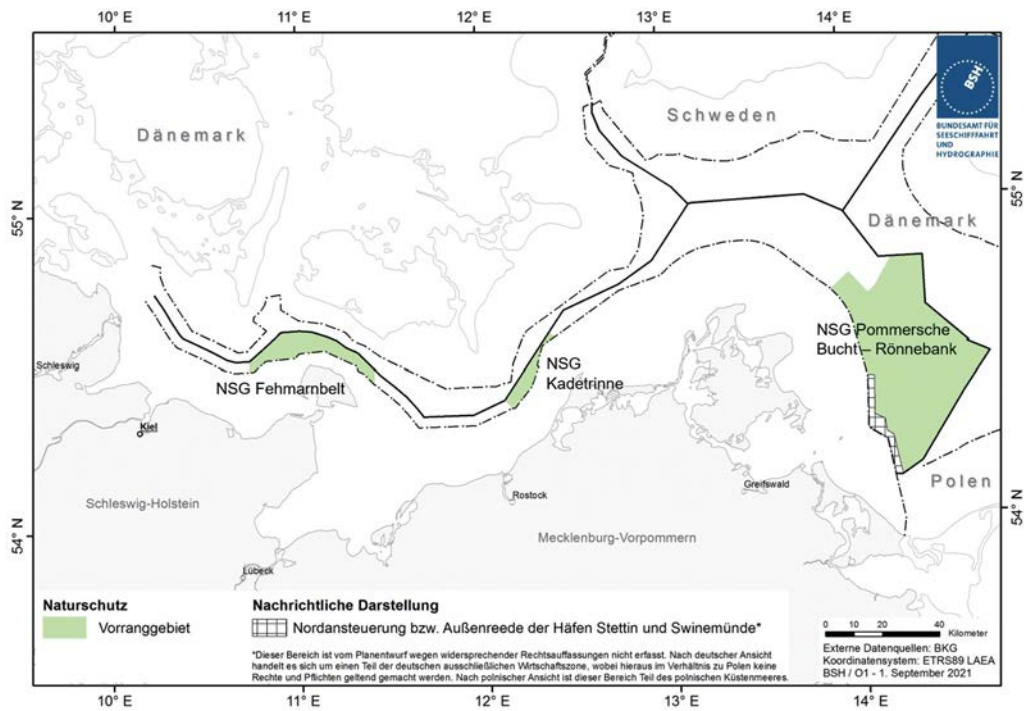 10° E 11° E 12° E 13° E 14° E
BSH
BUNDESAMT FÜR
SEESCHIFFFAHRT
UND
HYDROGRAPHIE
Schweden
Dänemark
55° N
55° N
Dänemark
NSG Pommersche
Bucht – Rönnebank
NSG
Kadetrinne
Schleswig
NSG Fehmarnbelt
Kiel
Polen
Greifswald
Rostock
Schleswig-Holstein
54° N
54° N
Mecklenburg-Vorpommern
Lübeck
Naturschutz
Vorranggebiet
Nachrichtliche Darstellung
Nordansteuerung bzw. Außenreede der Häfen Stettin und Swinemünde*
*Dieser Bereich ist vom Planentwurf wegen widersprechender Rechtsauffassungen nicht erfasst. Nach deutscher Ansicht
handelt es sich um einen Teil der deutschen ausschließlichen Wirtschaftszone, wobei hieraus im Verhältnis zu Polen keine
Rechte und Pflichten geltend gemacht werden. Nach polnischer Ansicht ist dieser Bereich Teil des polnischen Küstenmeeres.
0 10 20 40 Kilometer
Externe Datenquellen: BKG
Koordinatensystem: ETRS89 LAEA
BSH / O1 - 1. September 2021
10° E 11° E 12° E 13° E 14° E